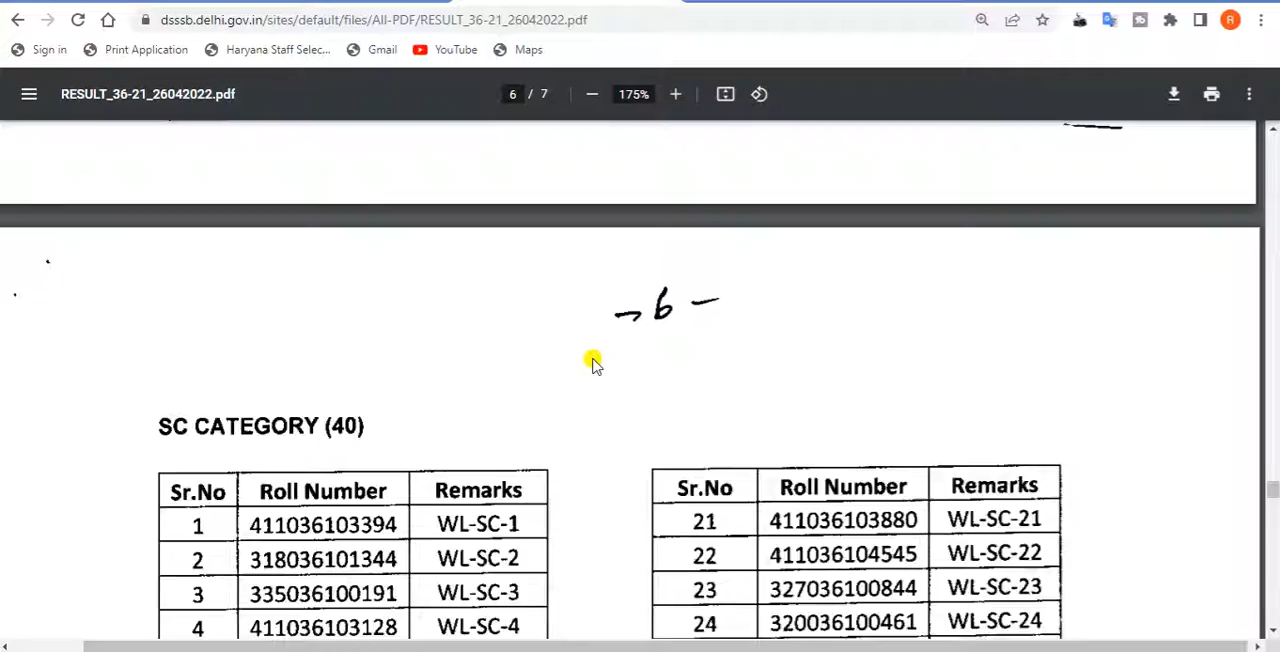 dsssb.delhi.gov.in/sites/default/files/All-PDF/RESULT_36-21_26042022.pdf
R
Sign in Print Application Haryana Staff Selec... Gmail YouTube Maps
RESULT_36-21_26042022.pdf 6 / 7 175%
6
SC CATEGORY (40)
Sr.No Roll Number Remarks
1 411036103394 WL-SC-1
2 318036101344 WL-SC-2
3 335036100191 WL-SC-3
4 411036103128 WL-SC-4
Sr.No Roll Number Remarks
21 411036103880 WL-SC-21
22 411036104545 WL-SC-22
23 327036100844 WL-SC-23
24 320036100461 WL-SC-24